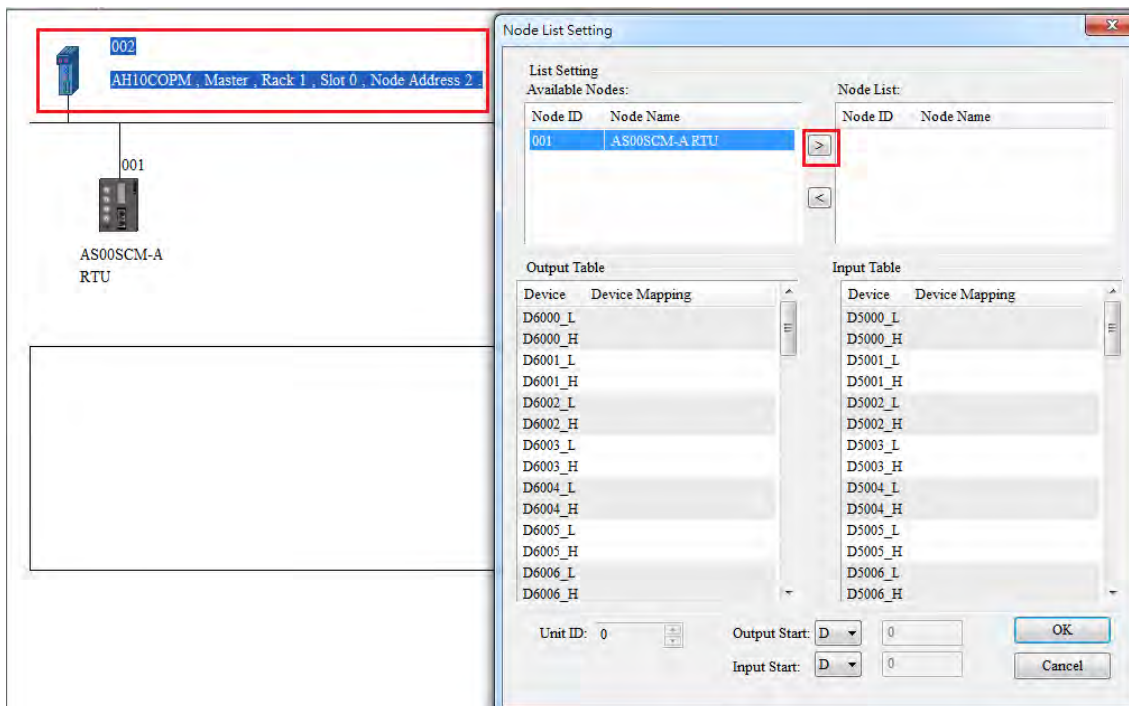 002
AH10COPM , Master , Rack 1 , Slot 0 , Node Address 2 .
001
AS00SCM-A
RTU
Node List Setting
List Setting
Available Nodes:
Node ID Node Name
001 AS00SCM-A RTU
>
<
Node List:
Node ID Node Name
Output Table
Device Device Mapping
D6000_L
D6000_H
D6001_L
D6001_H
D6002_L
D6002_H
D6003_L
D6003_H
D6004_L
D6004_H
D6005_L
D6005_H
D6006_L
D6006_H
Input Table
Device Device Mapping
D5000_L
D5000_H
D5001_L
D5001_H
D5002_L
D5002_H
D5003_L
D5003_H
D5004_L
D5004_H
D5005_L
D5005_H
D5006_L
D5006_H
Unit ID: 0
Output Start: D 0
Input Start: D 0
OK
Cancel